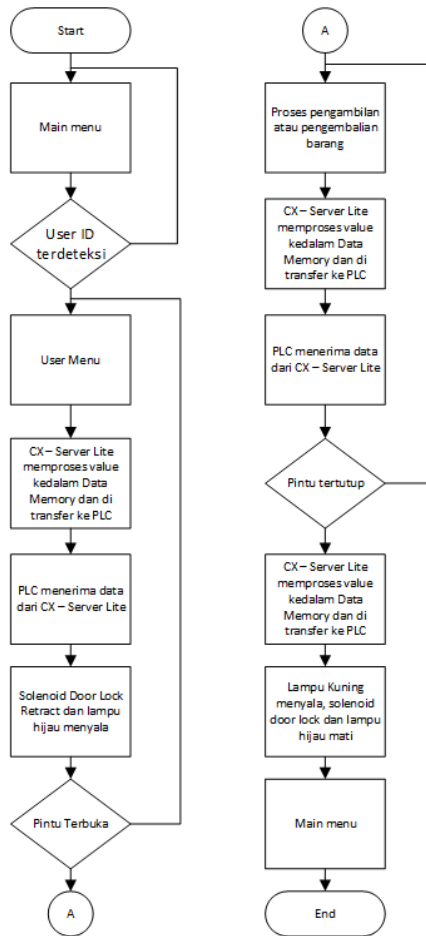 Start
Main menu
User ID
terdeteksi
User Menu
CX – Server Lite
memproses value
kedalam Data
Memory dan di
transfer ke PLC
PLC menerima data
dari CX – Server Lite
Solenoid Door Lock
Retract dan lampu
hijau menyala
Pintu Terbuka
A
A
Proses pengambilan
atau pengembalian
barang
CX – Server Lite
memproses value
kedalam Data
Memory dan di
transfer ke PLC
PLC menerima data
dari CX – Server Lite
Pintu tertutup
CX – Server Lite
memproses value
kedalam Data
Memory dan di
transfer ke PLC
Lampu Kuning
menyala, solenoid
door lock dan lampu
hijau mati
Main menu
End